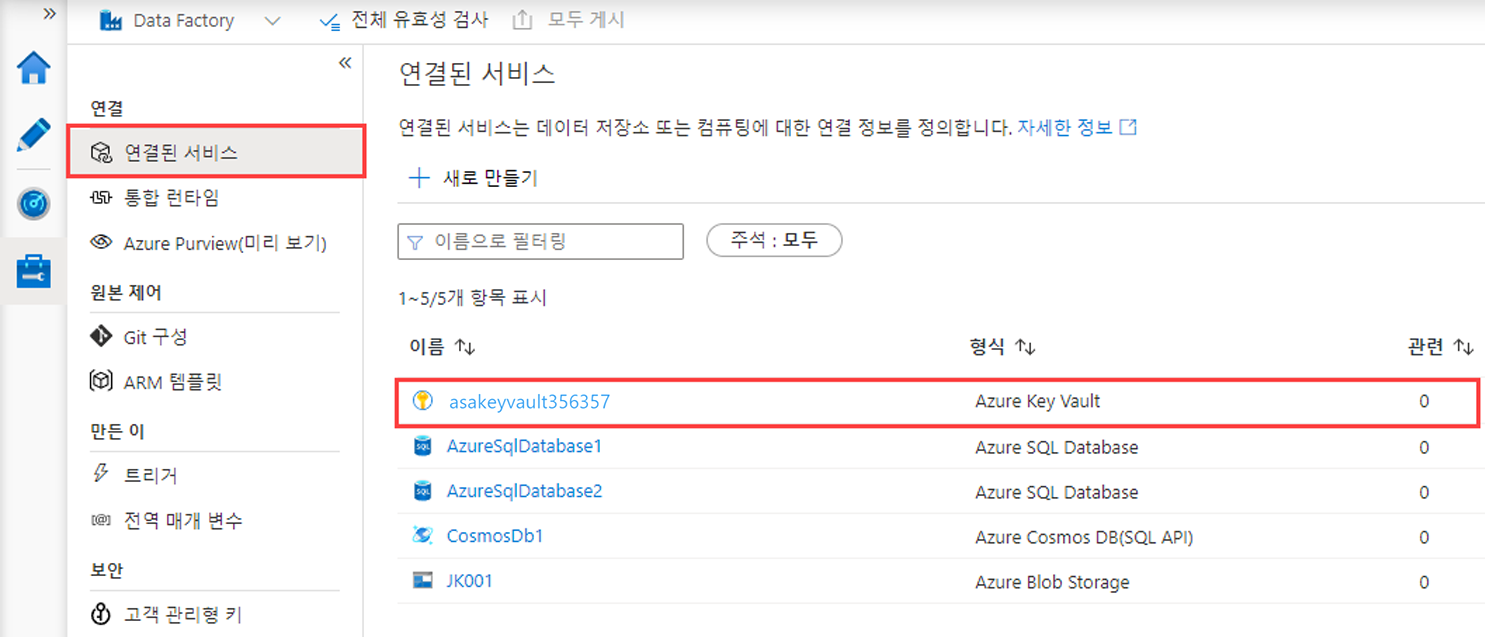 Data Factory 전체 유효성 검사 모두 게시
연결
연결된 서비스
통합 런타임
Azure Purview(미리 보기)
원본 제어
Git 구성
ARM 템플릿
만든 이
트리거
전역 매개 변수
보안
고객 관리형 키
연결된 서비스
연결된 서비스는 데이터 저장소 또는 컴퓨팅에 대한 연결 정보를 정의합니다. 자세한 정보
새로 만들기
이름으로 필터링 주석 : 모두
1~5/5개 항목 표시
이름 형식 관련
asakeyvault356357 Azure Key Vault 0
AzureSqlDatabase1 Azure SQL Database 0
AzureSqlDatabase2 Azure SQL Database 0
CosmosDb1 Azure Cosmos DB(SQL API) 0
JK001 Azure Blob Storage 0